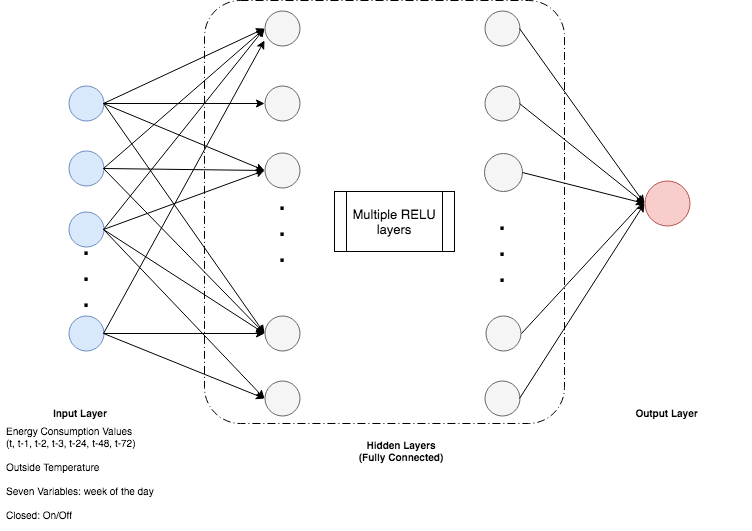 Multiple RELU
layers
Input Layer
Output Layer
Energy Consumption Values
(t, t-1, t-2, t-3, t-24, t-48, t-72)
Hidden Layers
(Fully Connected)
Outside Temperature
Seven Variables: week of the day
Closed: On/Off